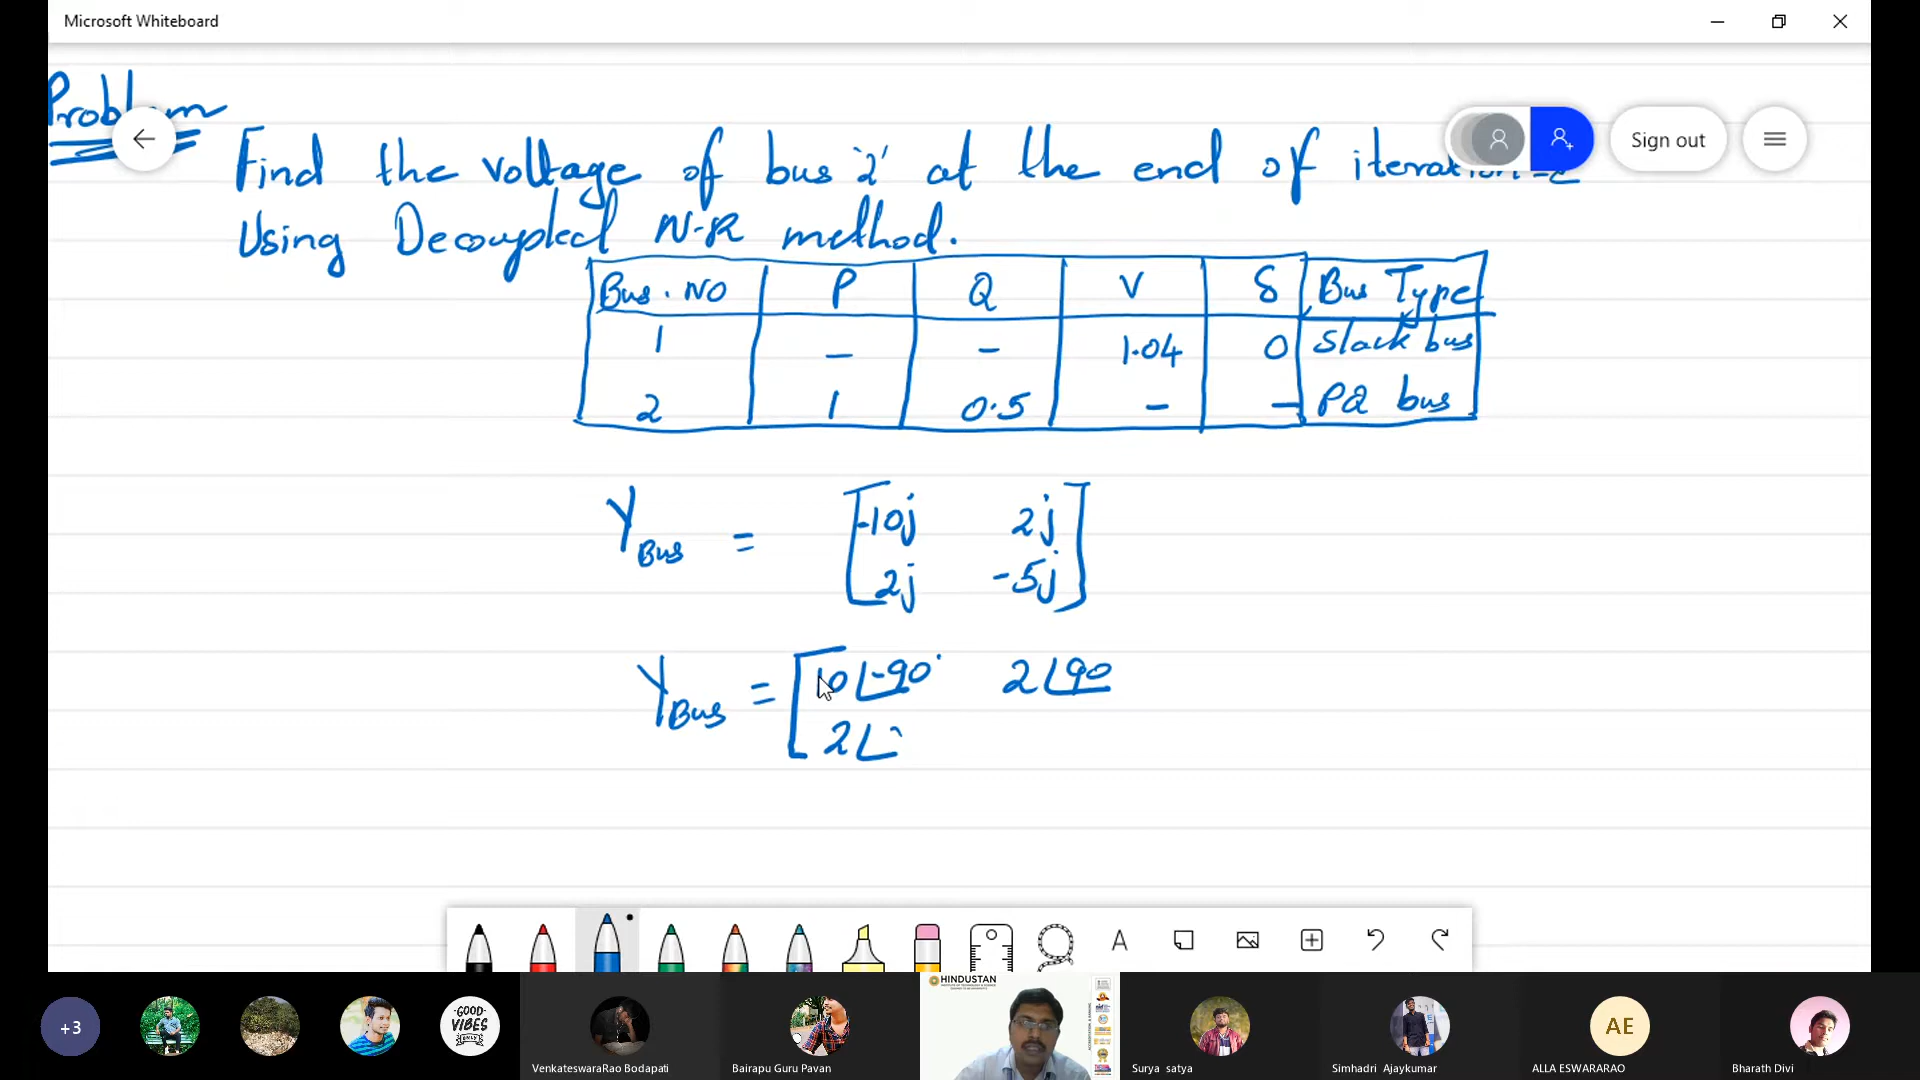 Microsoft Whiteboard
Problem
Sign out
Find the voltage of bus '2' at the end of iteration-2
Using Decoupled N-R method.
Bus.NO P Q V δ Bus Type
1 - - 1.04 0 Slack bus
2 1 0.5 - - PQ bus
Y Bus = [-10j 2j
2j -5j]
Y Bus = [10∠-90° 2∠90
2∠
A
HINDUSTAN
+3
·GOOD·
VIBES
ONLY
AE
VenkateswaraRao Bodapati
Bairapu Guru Pavan
Surya satya
Simhadri Ajaykumar
ALLA ESWARARAO
Bharath Divi